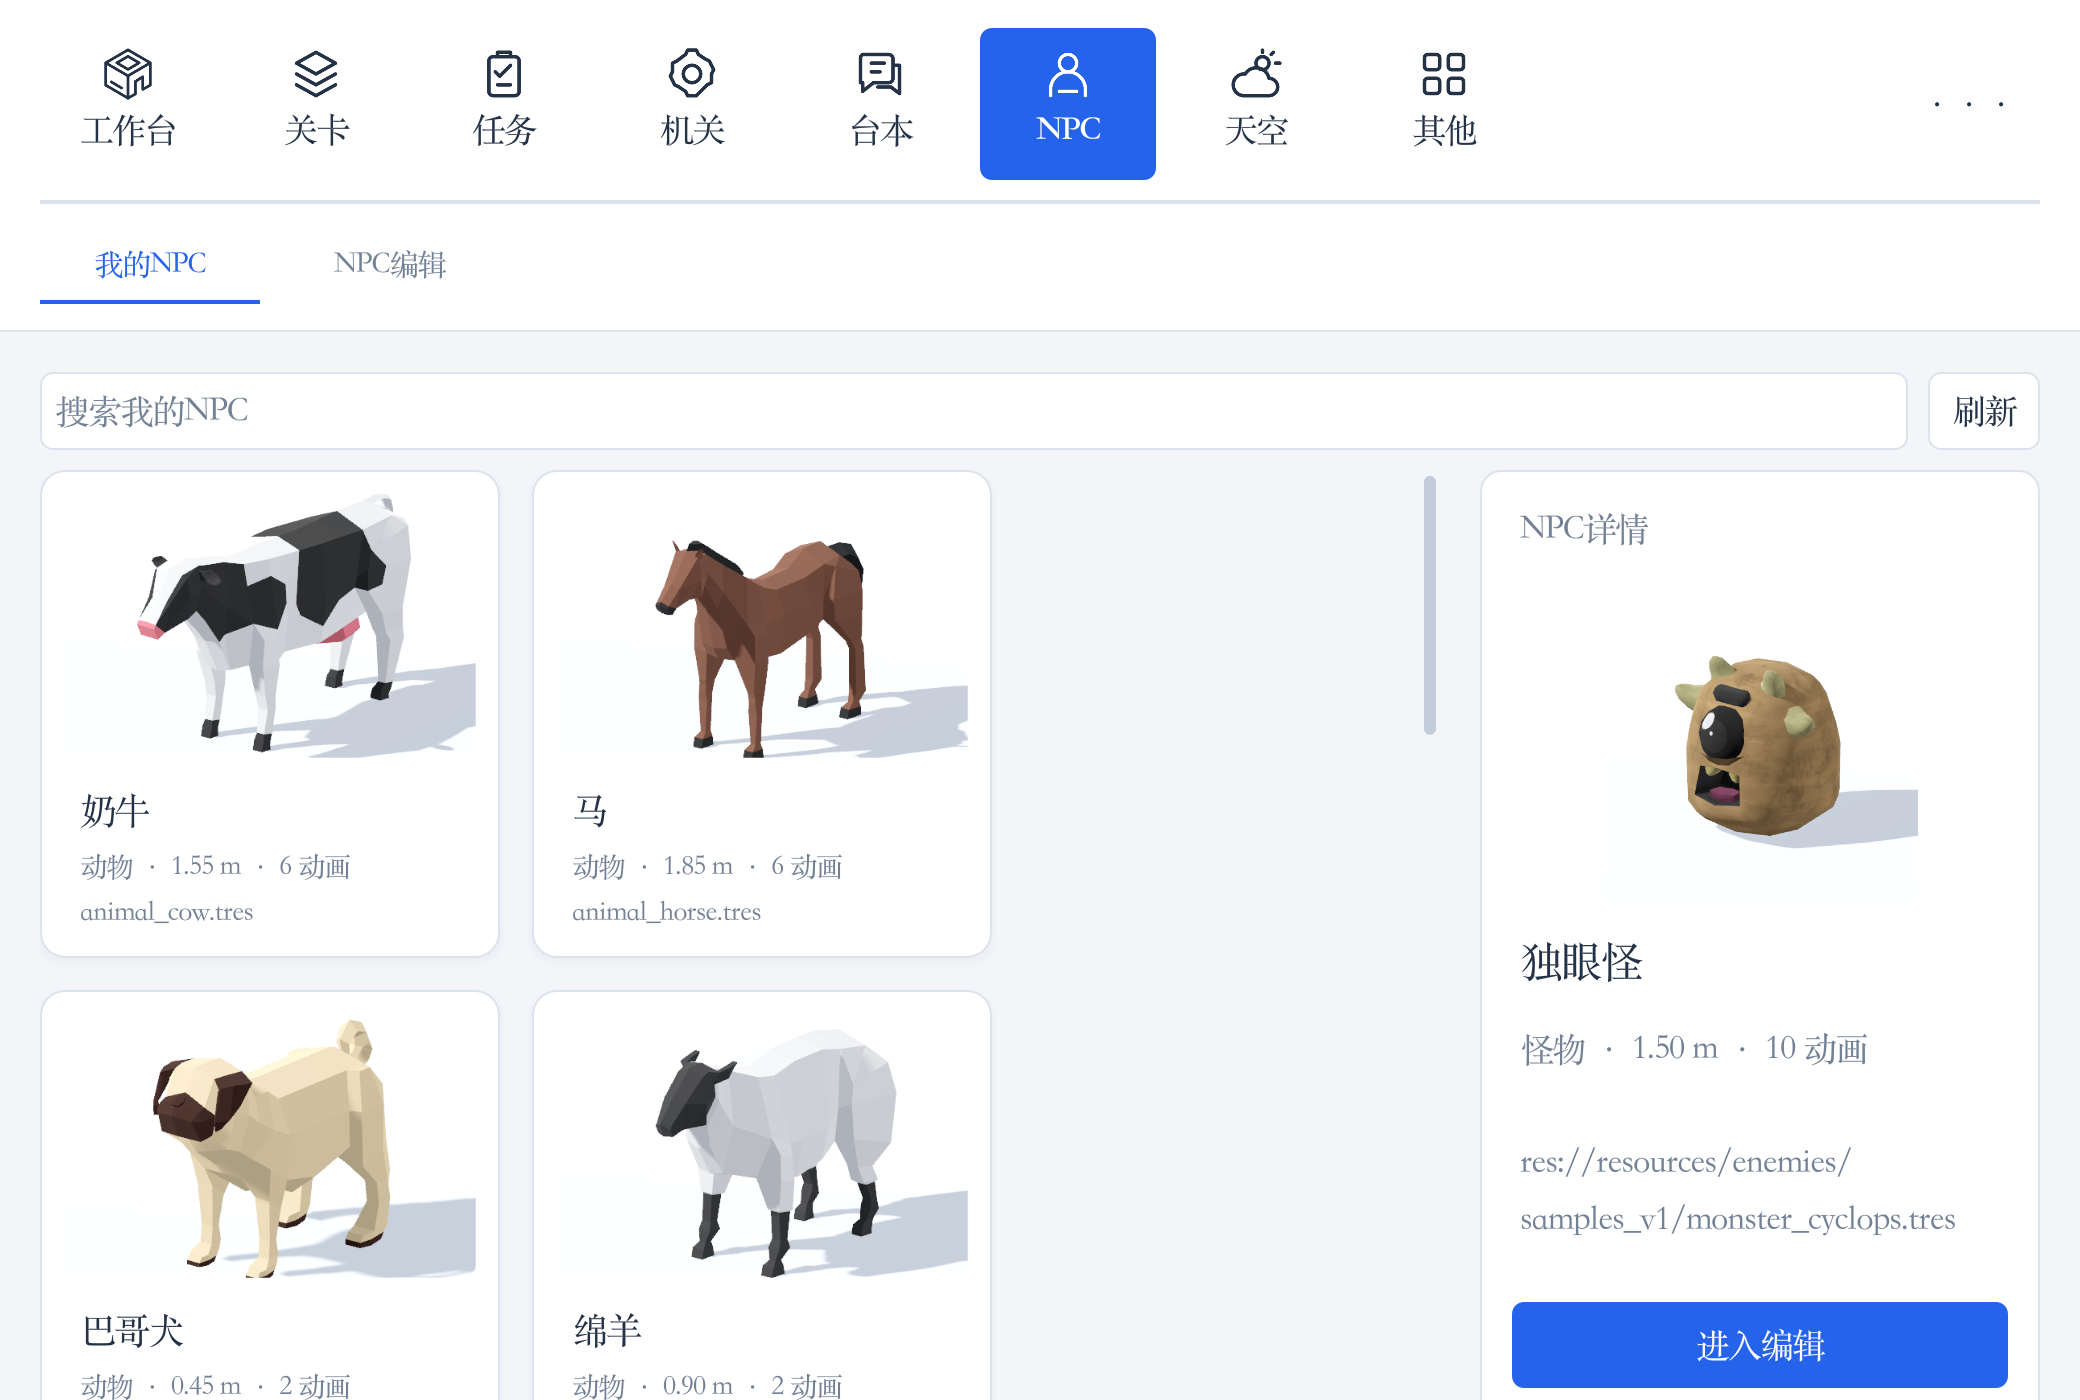 工作台
关卡
任务
机关
台本
NPC
天空
其他
· · ·
我的NPC
NPC编辑
搜索我的NPC
刷新
奶牛
动物 · 1.55 m · 6 动画
animal_cow.tres
马
动物 · 1.85 m · 6 动画
animal_horse.tres
巴哥犬
动物 · 0.45 m · 2 动画
绵羊
动物 · 0.90 m · 2 动画
NPC详情
独眼怪
怪物 · 1.50 m · 10 动画
res://resources/enemies/
samples_v1/monster_cyclops.tres
进入编辑